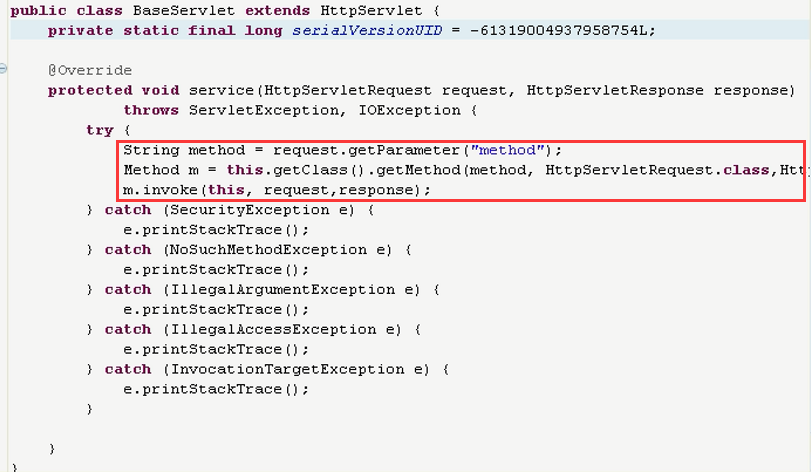 public class BaseServlet extends HttpServlet {
    private static final long serialVersionUID = -61319004937958754L;

    @Override
    protected void service(HttpServletRequest request, HttpServletResponse response)
            throws ServletException, IOException {
        try {
            String method = request.getParameter("method");
            Method m = this.getClass().getMethod(method, HttpServletRequest.class,Htt
            m.invoke(this, request,response);
        } catch (SecurityException e) {
            e.printStackTrace();
        } catch (NoSuchMethodException e) {
            e.printStackTrace();
        } catch (IllegalArgumentException e) {
            e.printStackTrace();
        } catch (IllegalAccessException e) {
            e.printStackTrace();
        } catch (InvocationTargetException e) {
            e.printStackTrace();
        }

    }
}